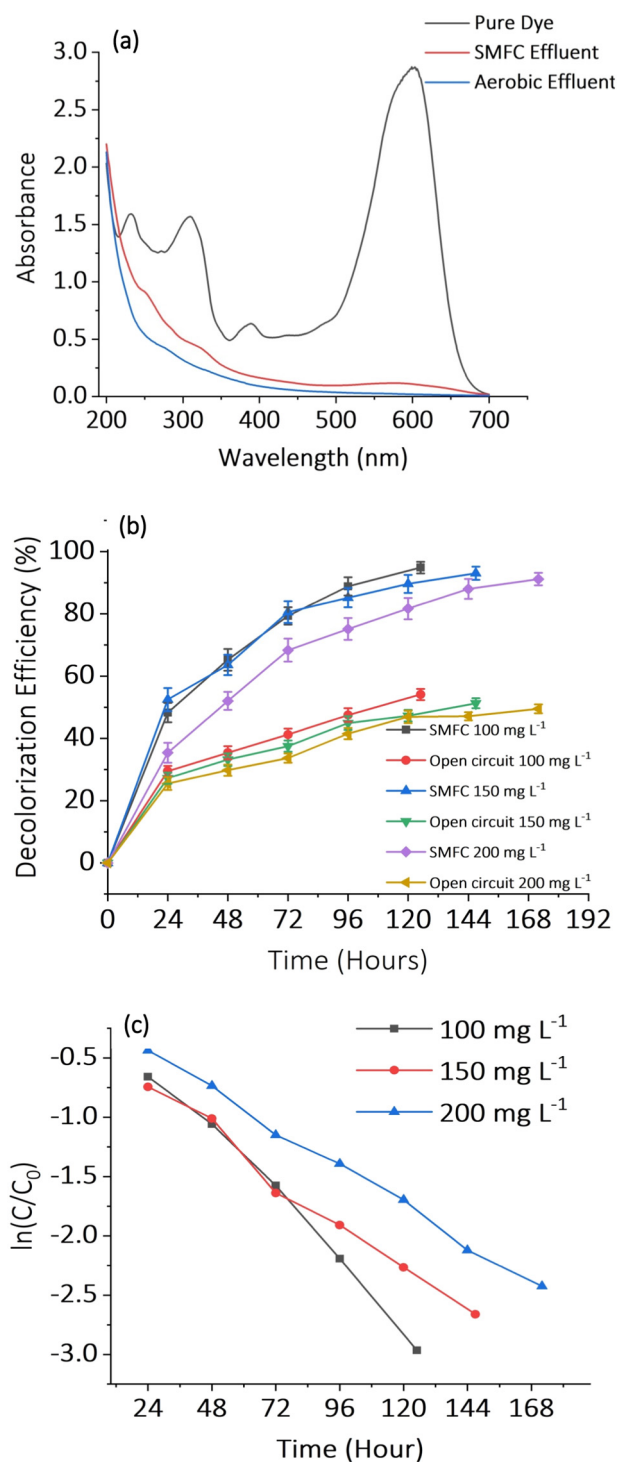 (a)
Pure Dye
SMFC Effluent
Aerobic Effluent
3.0
2.5
2.0
1.5
1.0
0.5
0.0
Absorbance
200 300 400 500 600 700
Wavelength (nm)
(b)
100
80
60
40
20
0
Decolorization Efficiency (%)
SMFC 100 mg L⁻¹
Open circuit 100 mg L⁻¹
SMFC 150 mg L⁻¹
Open circuit 150 mg L⁻¹
SMFC 200 mg L⁻¹
Open circuit 200 mg L⁻¹
0 24 48 72 96 120 144 168 192
Time (Hours)
(c)
100 mg L⁻¹
150 mg L⁻¹
200 mg L⁻¹
-0.5
-1.0
-1.5
-2.0
-2.5
-3.0
ln(C/C₀)
24 48 72 96 120 144 168
Time (Hour)